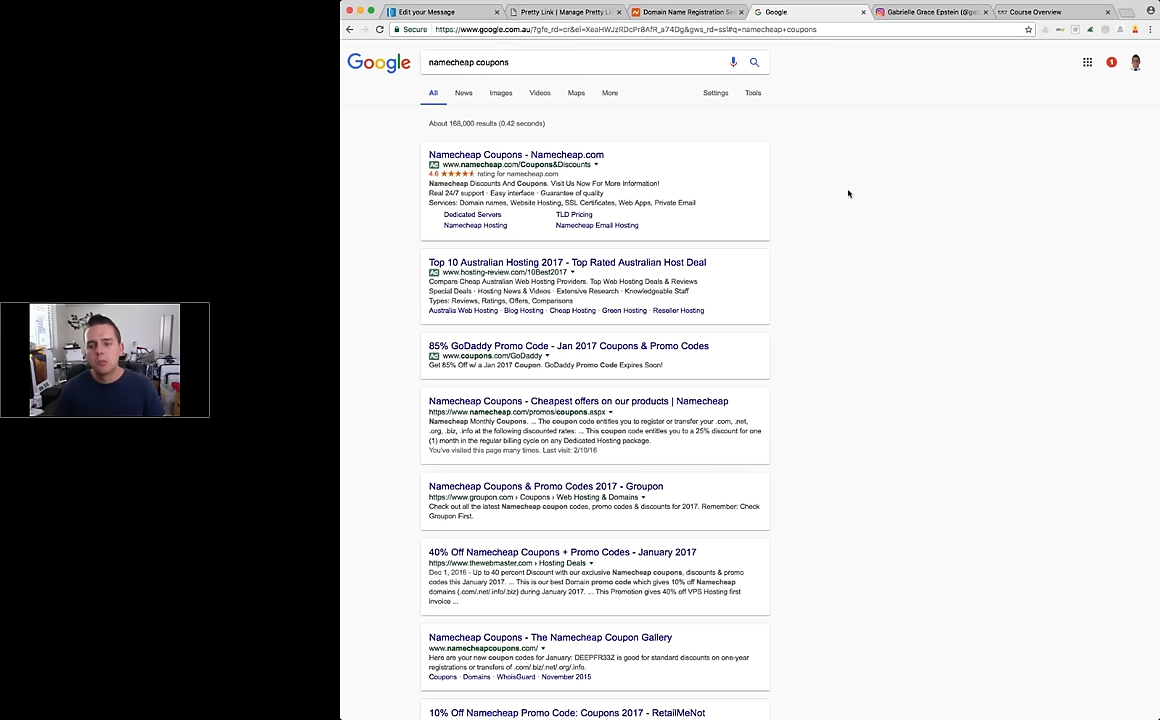 Edit your Message
Pretty Link | Manage Pretty Li
Domain Name Registration Se
Google
Gabrielle Grace Epstein (@ga
Course Overview
Secure
https://www.google.com.au/?gfe_rd=cr&ei=XeaHWJzRDcPr8AfR_a74Dg&gws_rd=ssl#q=namecheap+coupons
Google
namecheap coupons
1
All News Images Videos Maps More Settings Tools
About 168,000 results (0.42 seconds)
Namecheap Coupons - Namecheap.com
Ad www.namecheap.com/Coupons&Discounts
4.6 ★★★★★ rating for namecheap.com
Namecheap Discounts And Coupons. Visit Us Now For More Information!
Real 24/7 support · Easy interface · Guarantee of quality
Services: Domain names, Website Hosting, SSL Certificates, Web Apps, Private Email
Dedicated Servers TLD Pricing
Namecheap Hosting Namecheap Email Hosting
Top 10 Australian Hosting 2017 - Top Rated Australian Host Deal
Ad www.hosting-review.com/10Best2017
Compare Cheap Australian Web Hosting Providers. Top Web Hosting Deals & Reviews
Special Deals · Hosting News & Videos · Extensive Research · Knowledgeable Staff
Types: Reviews, Ratings, Offers, Comparisons
Australia Web Hosting · Blog Hosting · Cheap Hosting · Green Hosting · Reseller Hosting
85% GoDaddy Promo Code - Jan 2017 Coupons & Promo Codes
Ad www.coupons.com/GoDaddy
Get 85% Off w/ a Jan 2017 Coupon. GoDaddy Promo Code Expires Soon!
Namecheap Coupons - Cheapest offers on our products | Namecheap
https://www.namecheap.com/promos/coupons.aspx
Namecheap Monthly Coupons. ... The coupon code entitles you to register or transfer your .com, .net,
.org, .biz, .info at the following discounted rates: ... This coupon code entitles you to a 25% discount for one
(1) month in the regular billing cycle on any Dedicated Hosting package.
You've visited this page many times. Last visit: 2/10/16
Namecheap Coupons & Promo Codes 2017 - Groupon
https://www.groupon.com › Coupons › Web Hosting & Domains
Check out all the latest Namecheap coupon codes, promo codes & discounts for 2017. Remember: Check
Groupon First.
40% Off Namecheap Coupons + Promo Codes - January 2017
https://www.thewebmaster.com › Hosting Deals
Dec 1, 2016 - Up to 40 percent Discount with our exclusive Namecheap coupons, discounts & promo
codes this January 2017. ... This is our best Domain promo code which gives 10% off Namecheap
domains (.com/.net/.info/.biz) during January 2017. ... This Promotion gives 40% off VPS Hosting first
invoice ...
Namecheap Coupons - The Namecheap Coupon Gallery
www.namecheapcoupons.com/
Here are your new coupon codes for January: DEEPFR33Z is good for standard discounts on one-year
registrations or transfers of .com/.biz/.net/.org/.info.
Coupons · Domains · WhoisGuard · November 2015
10% Off Namecheap Promo Code: Coupons 2017 - RetailMeNot